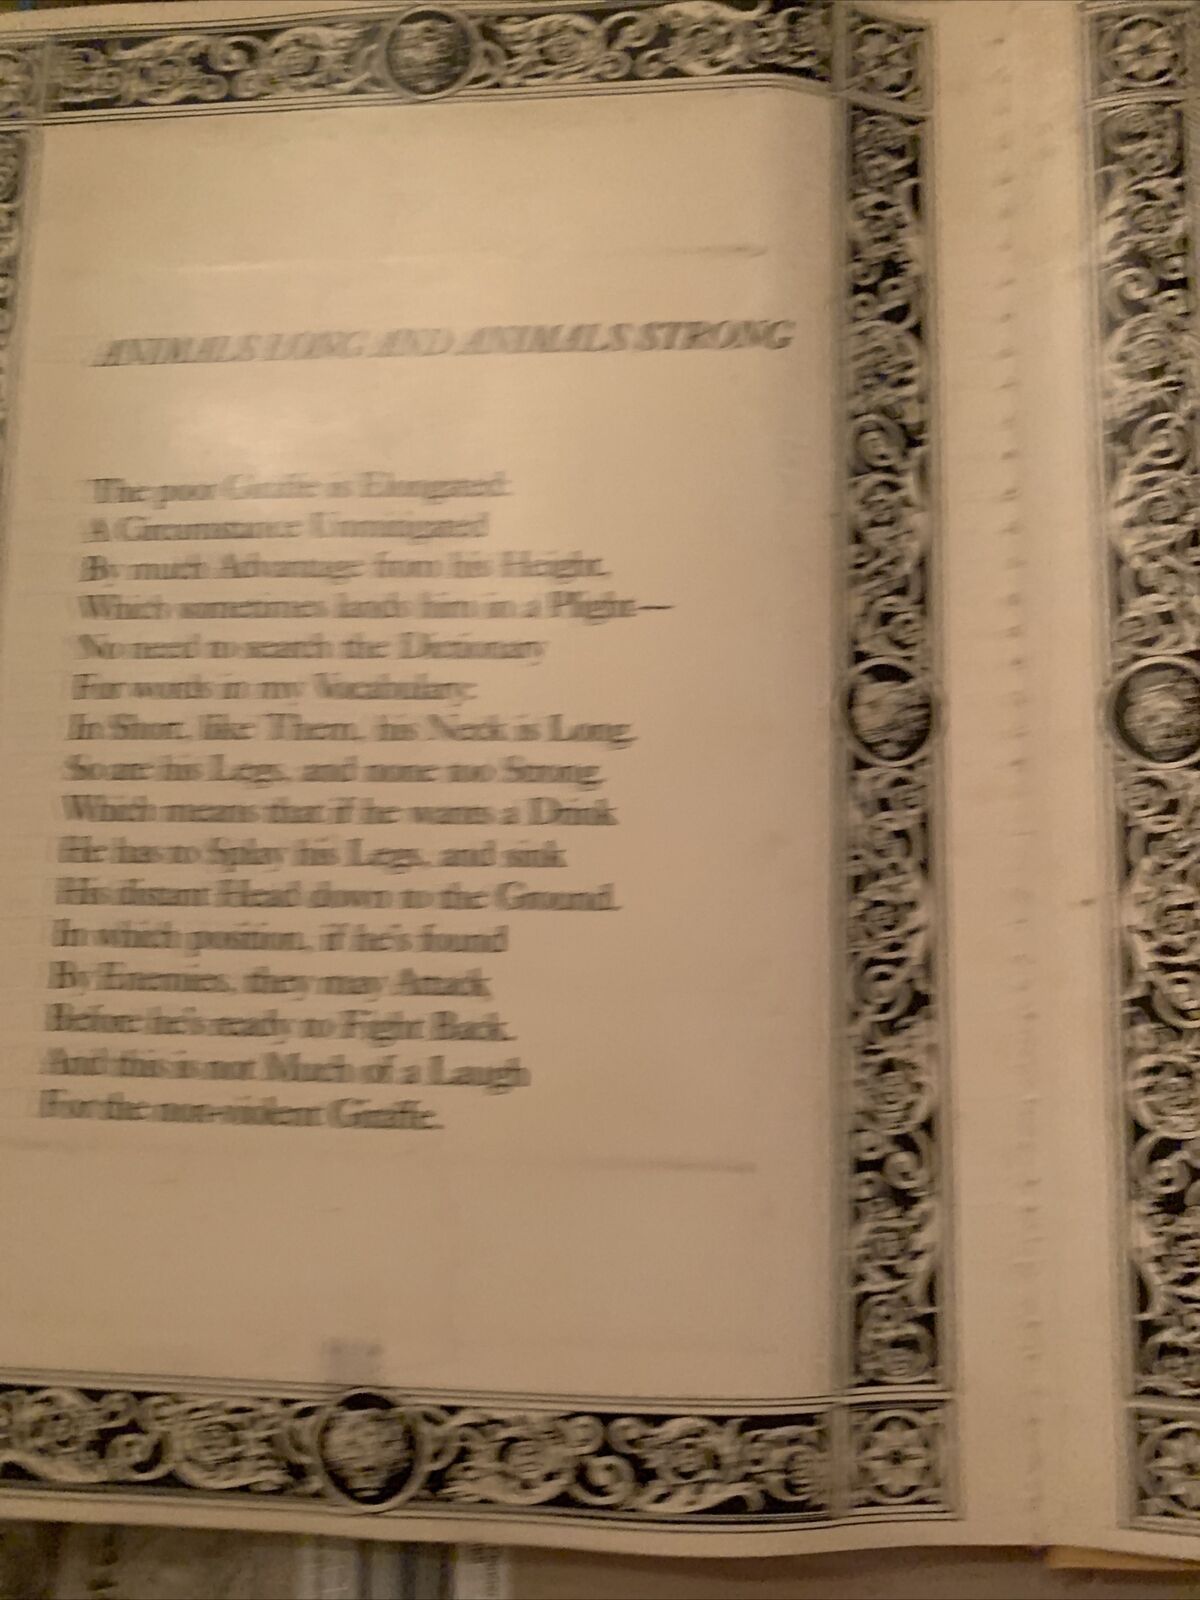 ANIMALS LONG AND ANIMALS STRONG
The poor Giraffe is Elongated:
A Circumstance Unmitigated
By much Advantage from his Height,
Which sometimes lands him in a Plight—
No need to search the Dictionary
For words in my Vocabulary:
In Short, like Them, his Neck is Long,
So are his Legs, and none too Strong,
Which means that if he wants a Drink
He has to Splay his Legs, and sink
His distant Head down to the Ground.
In which position, if he's found
By Enemies, they may Attack
Before he's ready to Fight Back.
And this is not Much of a Laugh
For the non-violent Giraffe.